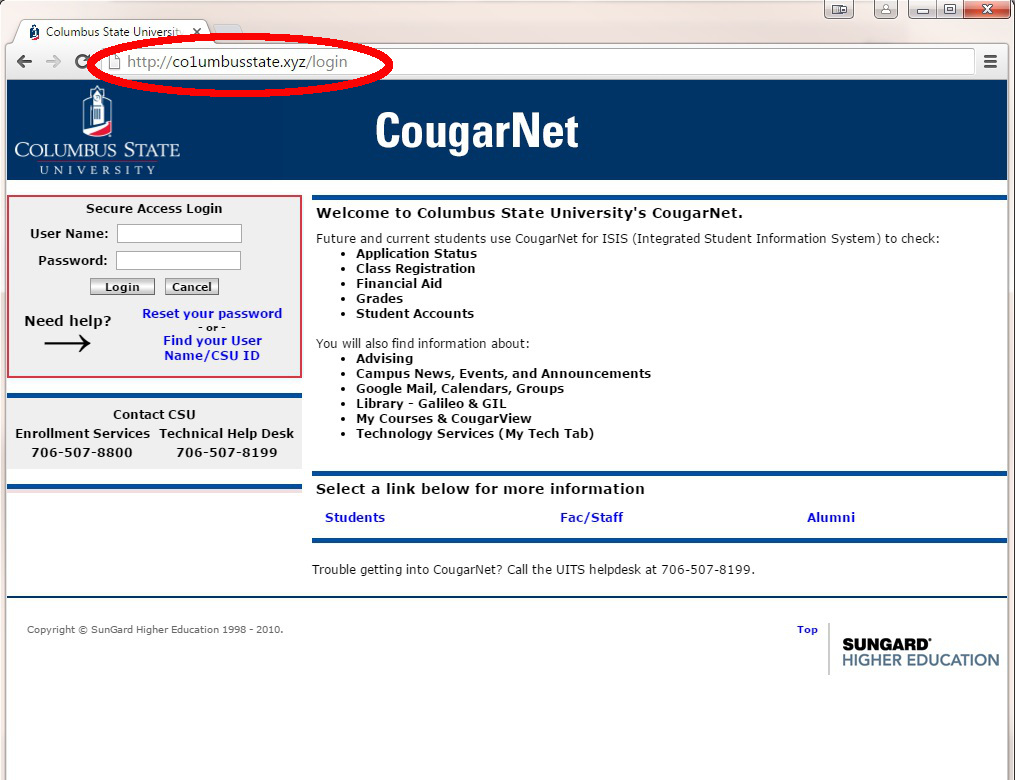 Columbus State University
http://co1umbusstate.xyz/login
COLUMBUS STATE
UNIVERSITY
CougarNet
Secure Access Login
User Name:
Password:
Login Cancel
Need help?
Reset your password
- or -
Find your User
Name/CSU ID
Contact CSU
Enrollment Services Technical Help Desk
706-507-8800 706-507-8199
Welcome to Columbus State University's CougarNet.
Future and current students use CougarNet for ISIS (Integrated Student Information System) to check:
• Application Status
• Class Registration
• Financial Aid
• Grades
• Student Accounts
You will also find information about:
• Advising
• Campus News, Events, and Announcements
• Google Mail, Calendars, Groups
• Library - Galileo & GIL
• My Courses & CougarView
• Technology Services (My Tech Tab)
Select a link below for more information
Students Fac/Staff Alumni
Trouble getting into CougarNet? Call the UITS helpdesk at 706-507-8199.
Copyright © SunGard Higher Education 1998 - 2010.
Top
SUNGARD®
HIGHER EDUCATION